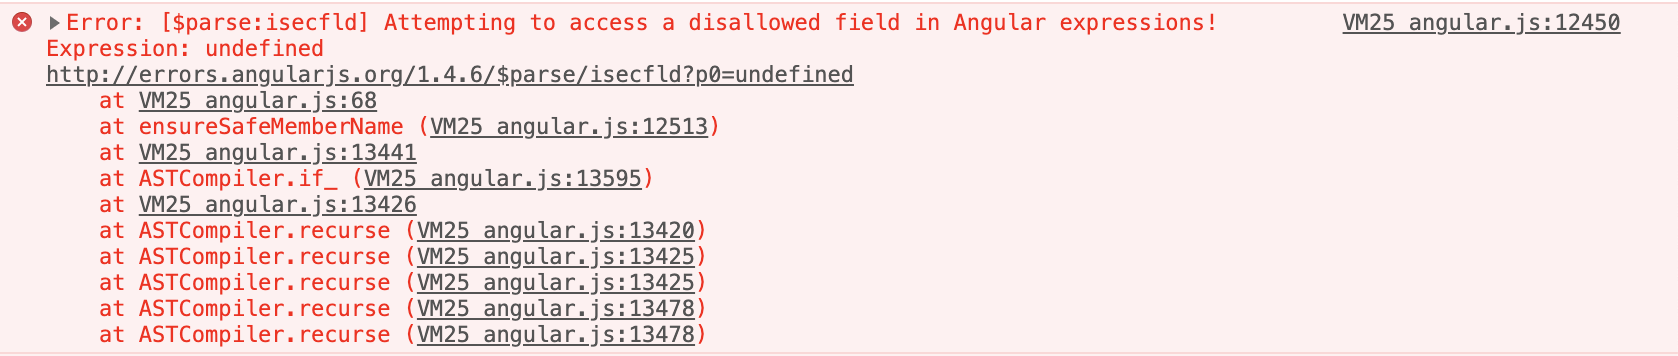 Error: [$parse:isecfld] Attempting to access a disallowed field in Angular expressions! VM25 angular.js:12450
Expression: undefined
http://errors.angularjs.org/1.4.6/$parse/isecfld?p0=undefined
at VM25 angular.js:68
at ensureSafeMemberName (VM25 angular.js:12513)
at VM25 angular.js:13441
at ASTCompiler.if_ (VM25 angular.js:13595)
at VM25 angular.js:13426
at ASTCompiler.recurse (VM25 angular.js:13420)
at ASTCompiler.recurse (VM25 angular.js:13425)
at ASTCompiler.recurse (VM25 angular.js:13425)
at ASTCompiler.recurse (VM25 angular.js:13478)
at ASTCompiler.recurse (VM25 angular.js:13478)